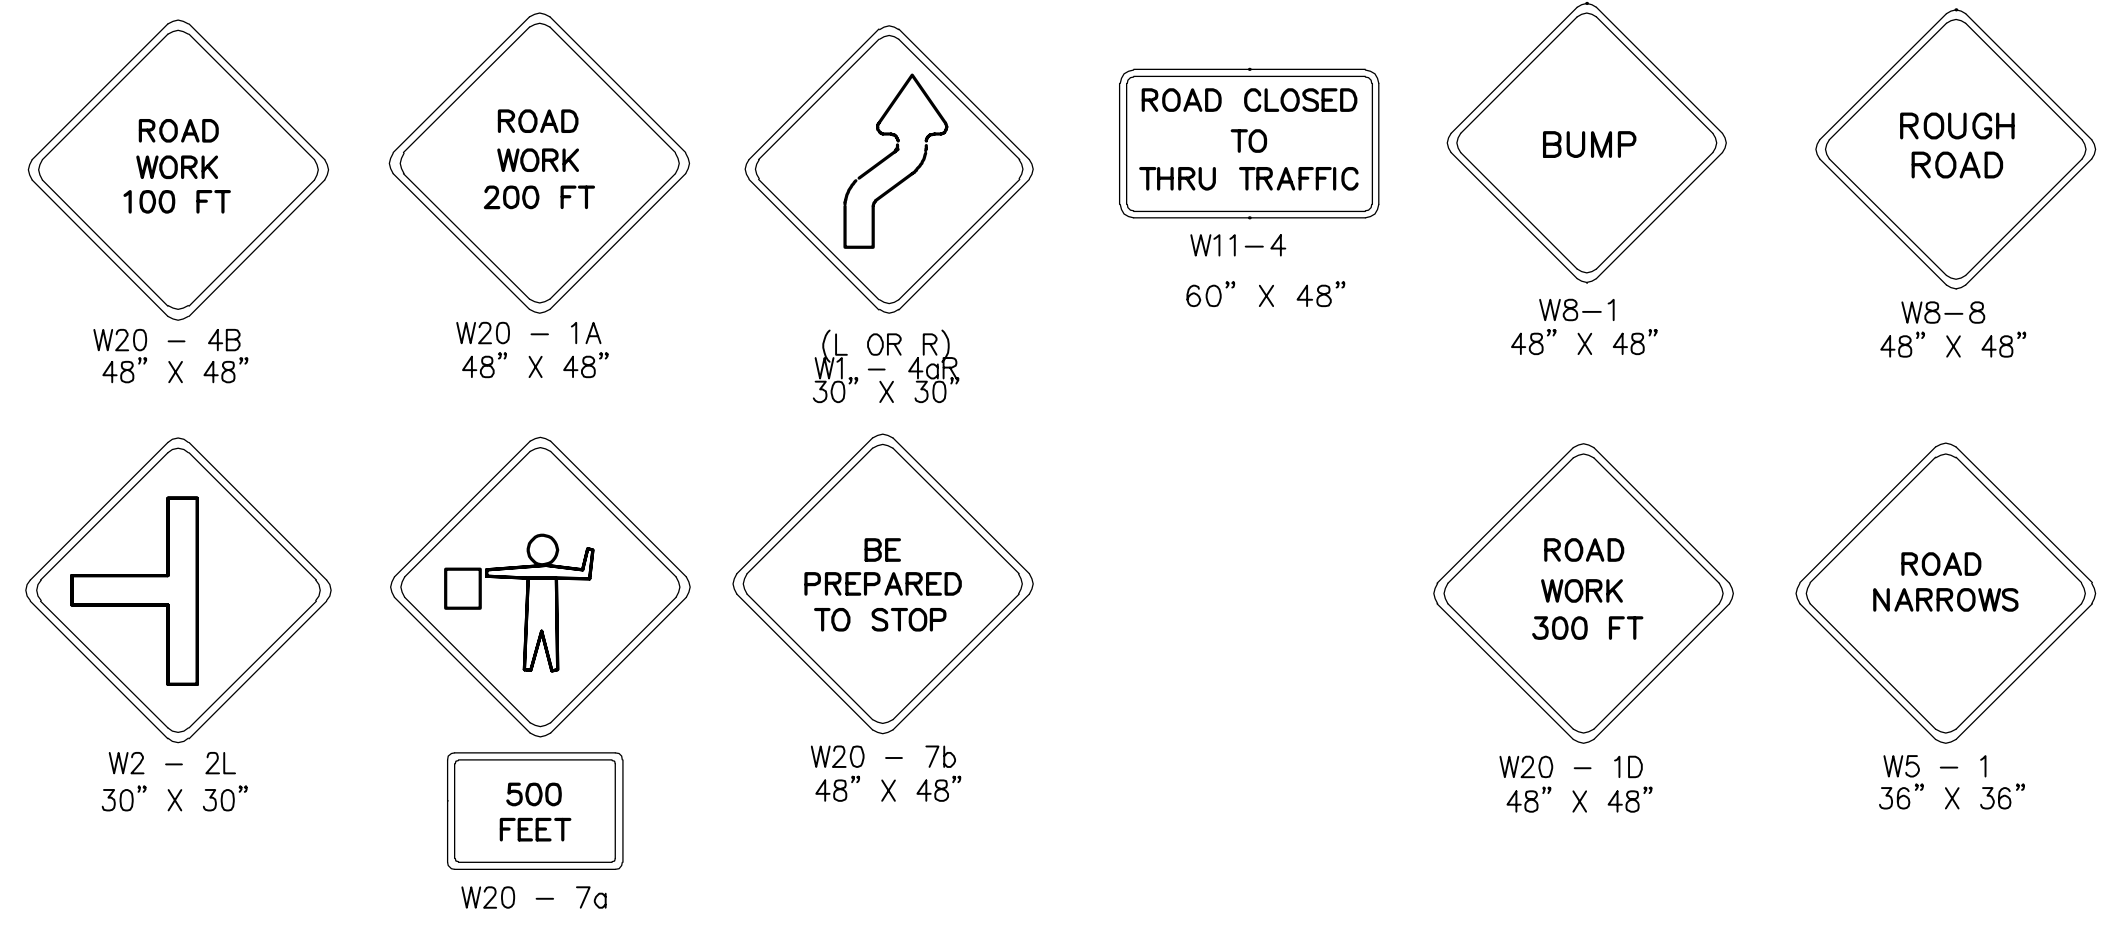 ROAD
WORK
100 FT
W20 - 4B
48" X 48"
ROAD
WORK
200 FT
W20 - 1A
48" X 48"
(L OR R)
W1 - 4aR
30" X 30"
ROAD CLOSED
TO
THRU TRAFFIC
W11-4
60" X 48"
BUMP
W8-1
48" X 48"
ROUGH
ROAD
W8-8
48" X 48"
W2 - 2L
30" X 30"
500
FEET
W20 - 7a
BE
PREPARED
TO STOP
W20 - 7b
48" X 48"
ROAD
WORK
300 FT
W20 - 1D
48" X 48"
ROAD
NARROWS
W5 - 1
36" X 36"